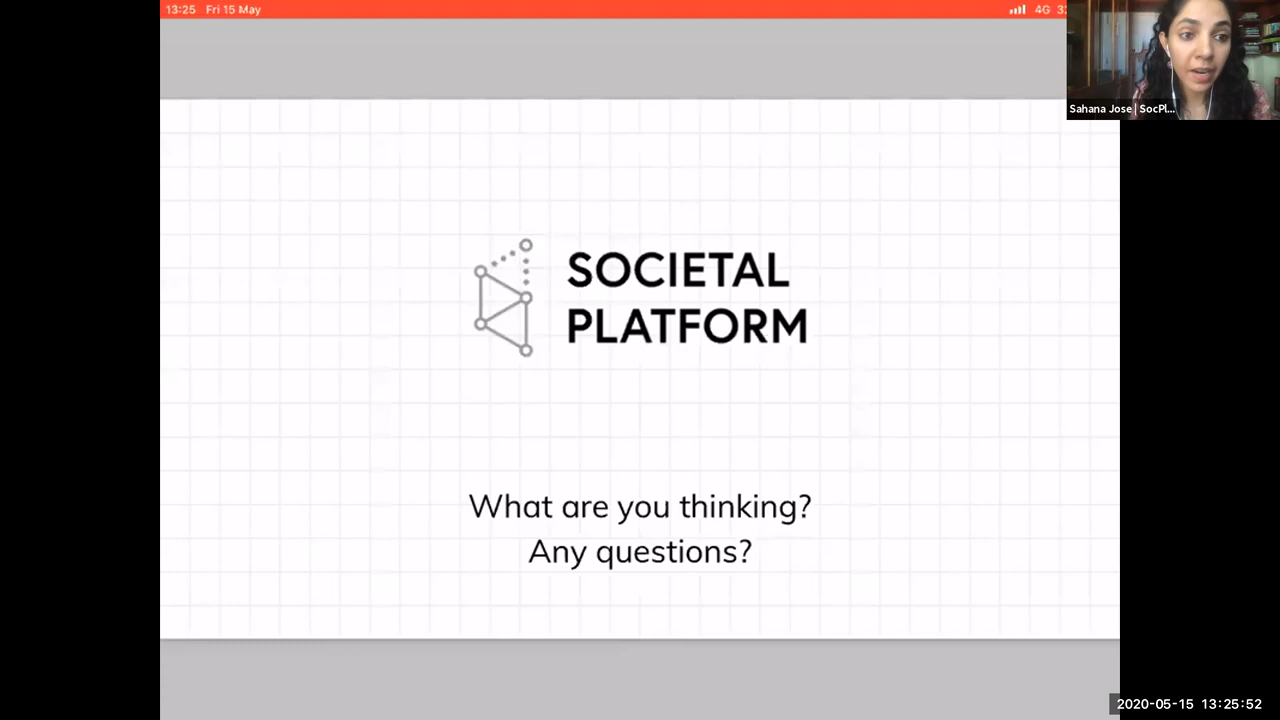 13:25 Fri 15 May
4G
Sahana Jose | SocPl...
SOCIETAL
PLATFORM
What are you thinking?
Any questions?
2020-05-15 13:25:52